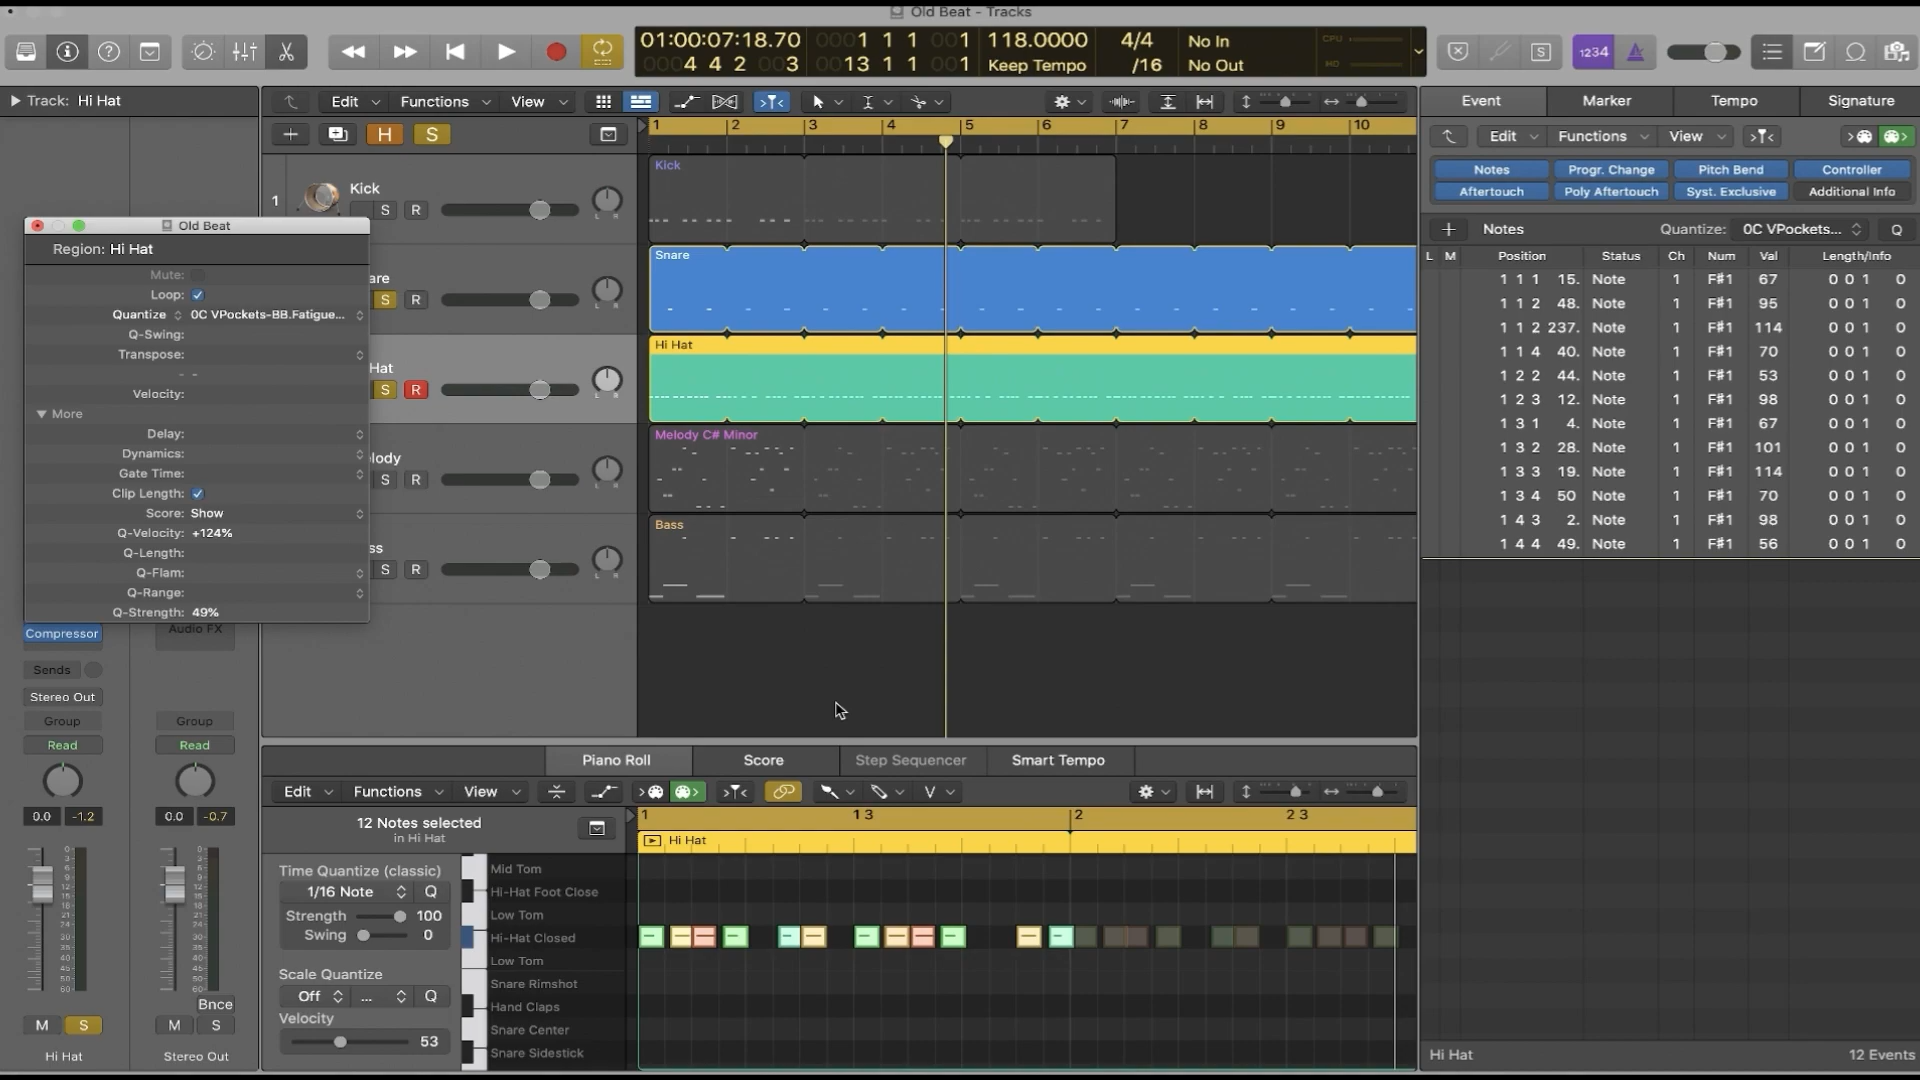 Old Beat - Tracks
1234
01:00:07:18.70
0001 1 1 001
118.0000
4/4
No In
CPU
0004 4 2 003
0013 1 1 001
Keep Tempo
/16
No Out
HD
Track: Hi Hat
Edit
Functions
View
H
S
1 2 3 4 5 6 7 8 9 10
1
Kick
S R
L R
Kick
are
S R
L R
Snare
Hat
S R
Hi Hat
lody
S R
L R
Melody C# Minor
ss
S R
L R
Bass
Old Beat
Region: Hi Hat
Mute:
Loop:
Quantize 0C VPockets-BB.Fatigue...
Q-Swing:
Transpose:
- -
Velocity:
More
Delay:
Dynamics:
Gate Time:
Clip Length:
Score: Show
Q-Velocity: +124%
Q-Length:
Q-Flam:
Q-Range:
Q-Strength: 49%
Compressor
Audio FX
Sends
Stereo Out
Group
Group
Read
Read
0.0 -1.2
0.0 -0.7
Bnce
M S
M S
Hi Hat
Stereo Out
Piano Roll
Score
Step Sequencer
Smart Tempo
Edit
Functions
View
12 Notes selected
in Hi Hat
1 1 3 2 2 3
Hi Hat
Time Quantize (classic)
1/16 Note Q
Strength 100
Swing 0
Scale Quantize
Off ... Q
Velocity
53
Mid Tom
Hi-Hat Foot Close
Low Tom
Hi-Hat Closed
Low Tom
Snare Rimshot
Hand Claps
Snare Center
Snare Sidestick
Event
Marker
Tempo
Signature
Edit
Functions
View
Notes
Progr. Change
Pitch Bend
Controller
Aftertouch
Poly Aftertouch
Syst. Exclusive
Additional Info
Notes
Quantize: 0C VPockets... Q
L M Position Status Ch Num Val Length/Info
1 1 1 15. Note 1 F#1 67 0 0 1 0
1 1 2 48. Note 1 F#1 95 0 0 1 0
1 1 2 237. Note 1 F#1 114 0 0 1 0
1 1 4 40. Note 1 F#1 70 0 0 1 0
1 2 2 44. Note 1 F#1 53 0 0 1 0
1 2 3 12. Note 1 F#1 98 0 0 1 0
1 3 1 4. Note 1 F#1 67 0 0 1 0
1 3 2 28. Note 1 F#1 101 0 0 1 0
1 3 3 19. Note 1 F#1 114 0 0 1 0
1 3 4 50 Note 1 F#1 70 0 0 1 0
1 4 3 2. Note 1 F#1 98 0 0 1 0
1 4 4 49. Note 1 F#1 56 0 0 1 0
Hi Hat
12 Events